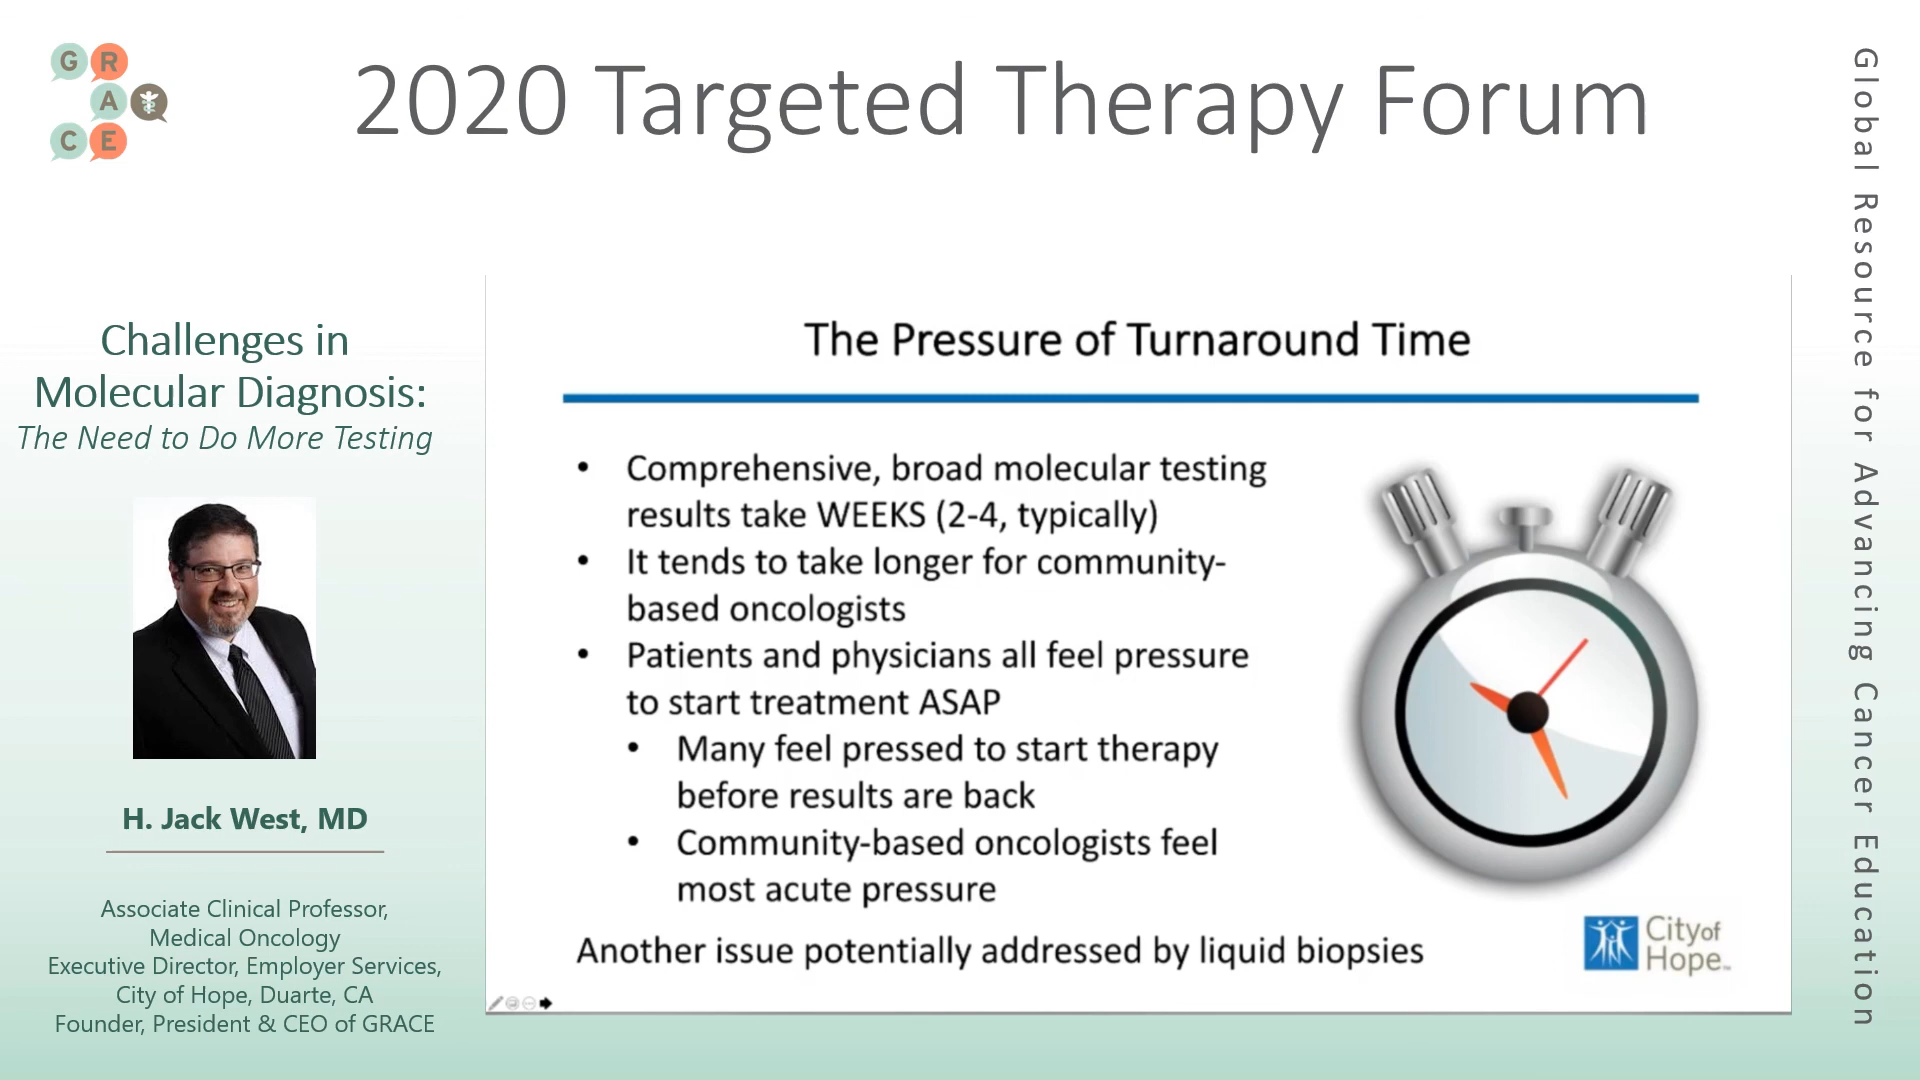 G R
A
C E
2020 Targeted Therapy Forum
Challenges in
Molecular Diagnosis:
The Need to Do More Testing
H. Jack West, MD
Associate Clinical Professor,
Medical Oncology
Executive Director, Employer Services,
City of Hope, Duarte, CA
Founder, President & CEO of GRACE
The Pressure of Turnaround Time
• Comprehensive, broad molecular testing
results take WEEKS (2-4, typically)
• It tends to take longer for community-
based oncologists
• Patients and physicians all feel pressure
to start treatment ASAP
• Many feel pressed to start therapy
before results are back
• Community-based oncologists feel
most acute pressure
Another issue potentially addressed by liquid biopsies
City of
Hope™
Global Resource for Advancing Cancer Education